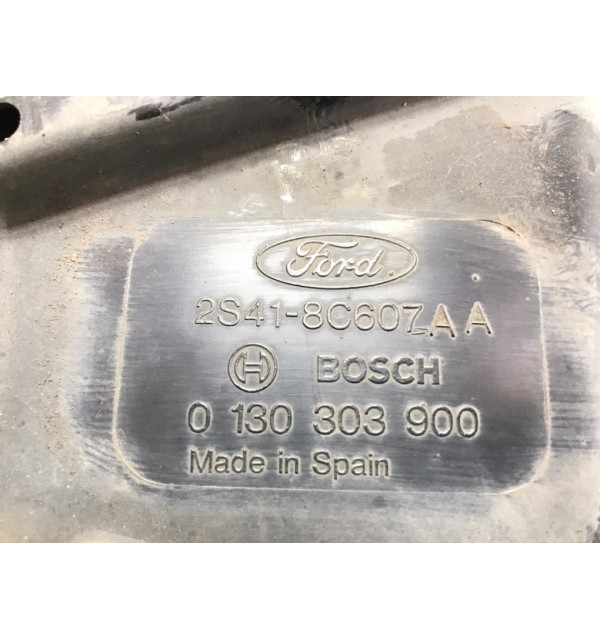 Ford
2S41-8C607AA
BOSCH
0 130 303 900
Made in Spain